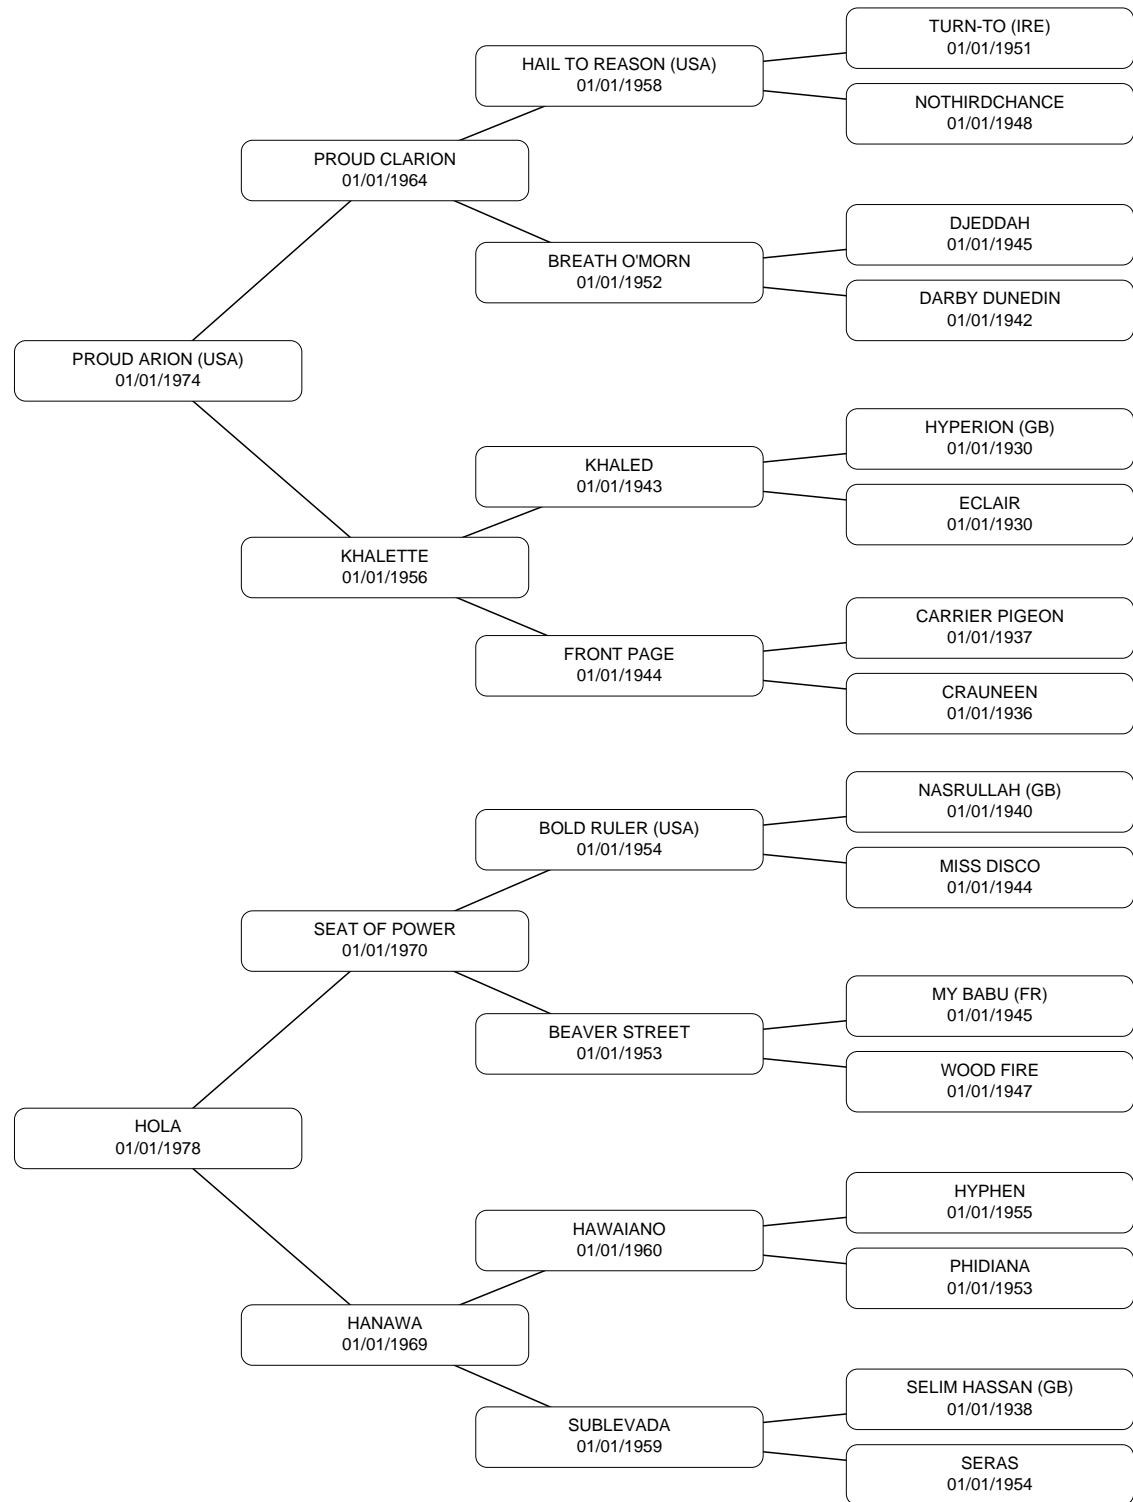 TURN-TO (IRE)
01/01/1951
HAIL TO REASON (USA)
01/01/1958
NOTHIRDCHANCE
01/01/1948
PROUD CLARION
01/01/1964
DJEDDAH
01/01/1945
BREATH O'MORN
01/01/1952
DARBY DUNEDIN
01/01/1942
PROUD ARION (USA)
01/01/1974
HYPERION (GB)
01/01/1930
KHALED
01/01/1943
ECLAIR
01/01/1930
KHALETTE
01/01/1956
CARRIER PIGEON
01/01/1937
FRONT PAGE
01/01/1944
CRAUNEEN
01/01/1936
NASRULLAH (GB)
01/01/1940
BOLD RULER (USA)
01/01/1954
MISS DISCO
01/01/1944
SEAT OF POWER
01/01/1970
MY BABU (FR)
01/01/1945
BEAVER STREET
01/01/1953
WOOD FIRE
01/01/1947
HOLA
01/01/1978
HYPHEN
01/01/1955
HAWAIANO
01/01/1960
PHIDIANA
01/01/1953
HANAWA
01/01/1969
SELIM HASSAN (GB)
01/01/1938
SUBLEVADA
01/01/1959
SERAS
01/01/1954